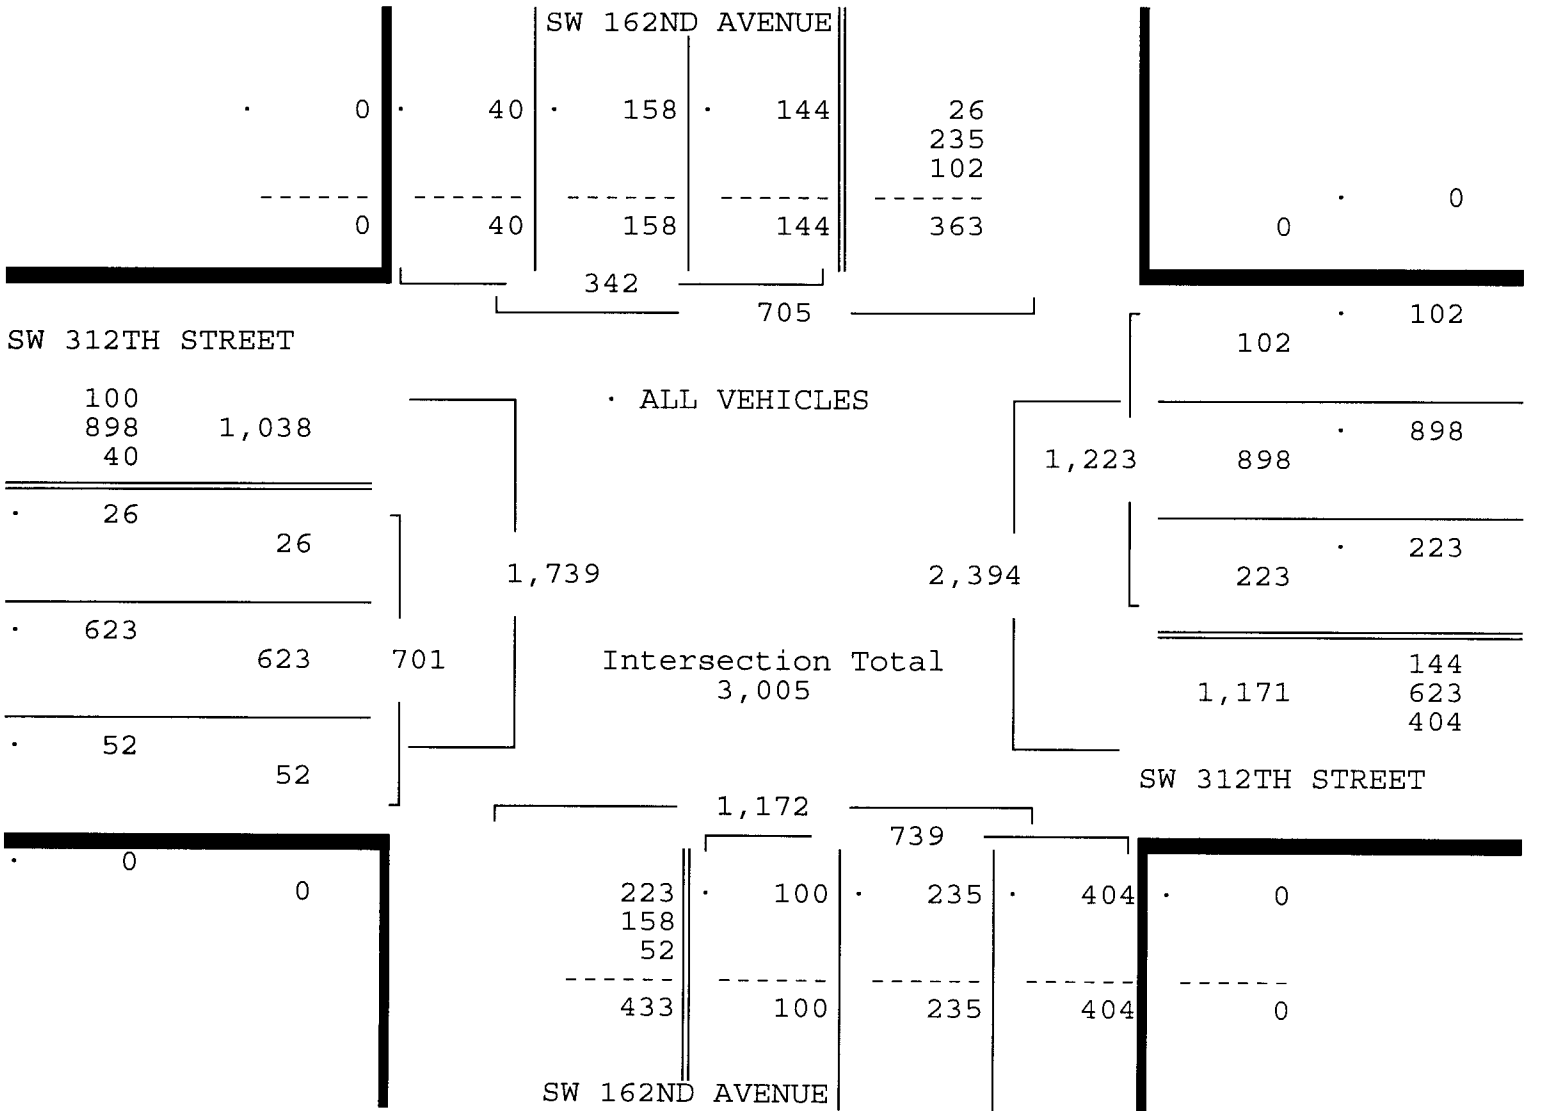 SW 162ND AVENUE
· 0 · 40 · 158 · 144 26
235
102
------ ------ ------ ------ ------
0 40 158 144 363
· 0
0
342
705
SW 312TH STREET
· 102
102
100
898 1,038
40
· ALL VEHICLES
· 898
1,223 898
· 26
26
1,739
2,394
· 223
223
· 623
623 701
Intersection Total
3,005
144
1,171 623
404
· 52
52
SW 312TH STREET
1,172
739
· 0
0
223 · 100 · 235 · 404 · 0
158
52
------ ------ ------ ------ ------
433 100 235 404 0
SW 162ND AVENUE